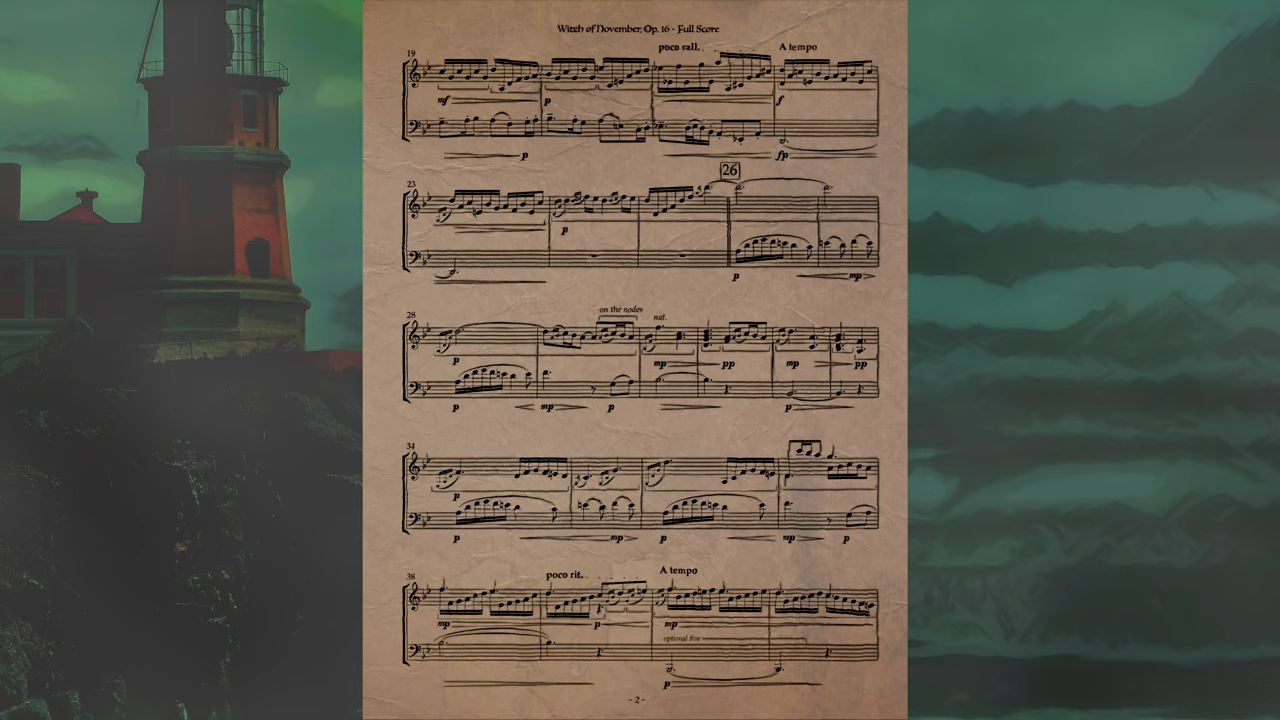 Witch of November, Op. 16 - Full Score
poco rall.
A tempo
19
mf
p
f
p
fp
26
23
p
p
mp
28
on the nodes
nat.
p
mp
pp
mp
pp
p
mp
p
p
34
p
p
mp
p
mp
p
38
poco rit.
A tempo
mp
p
mp
optional 8va
p
- 2 -